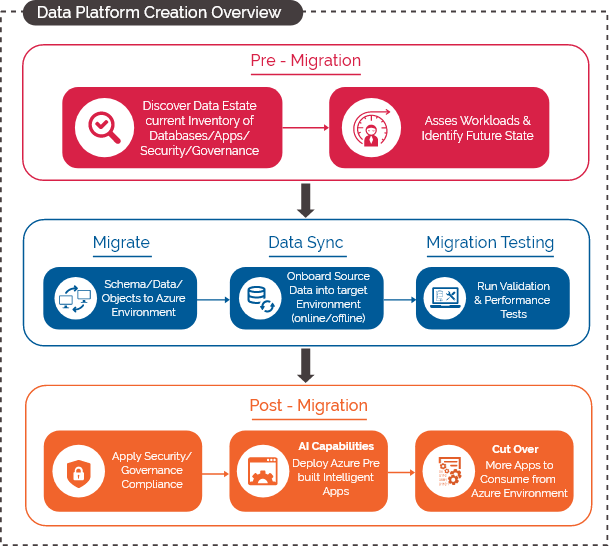 Data Platform Creation Overview
Pre - Migration
Discover Data Estate
current Inventory of
Databases/Apps/
Security/Governance
Asses Workloads &
Identify Future State
Migrate
Schema/Data/
Objects to Azure
Environment
Data Sync
Onboard Source
Data into target
Environment
(online/offline)
Migration Testing
Run Validation
& Performance
Tests
Post - Migration
Apply Security/
Governance
Compliance
AI Capabilities
Deploy Azure Pre
built Intelligent
Apps
Cut Over
More Apps to
Consume from
Azure Environment